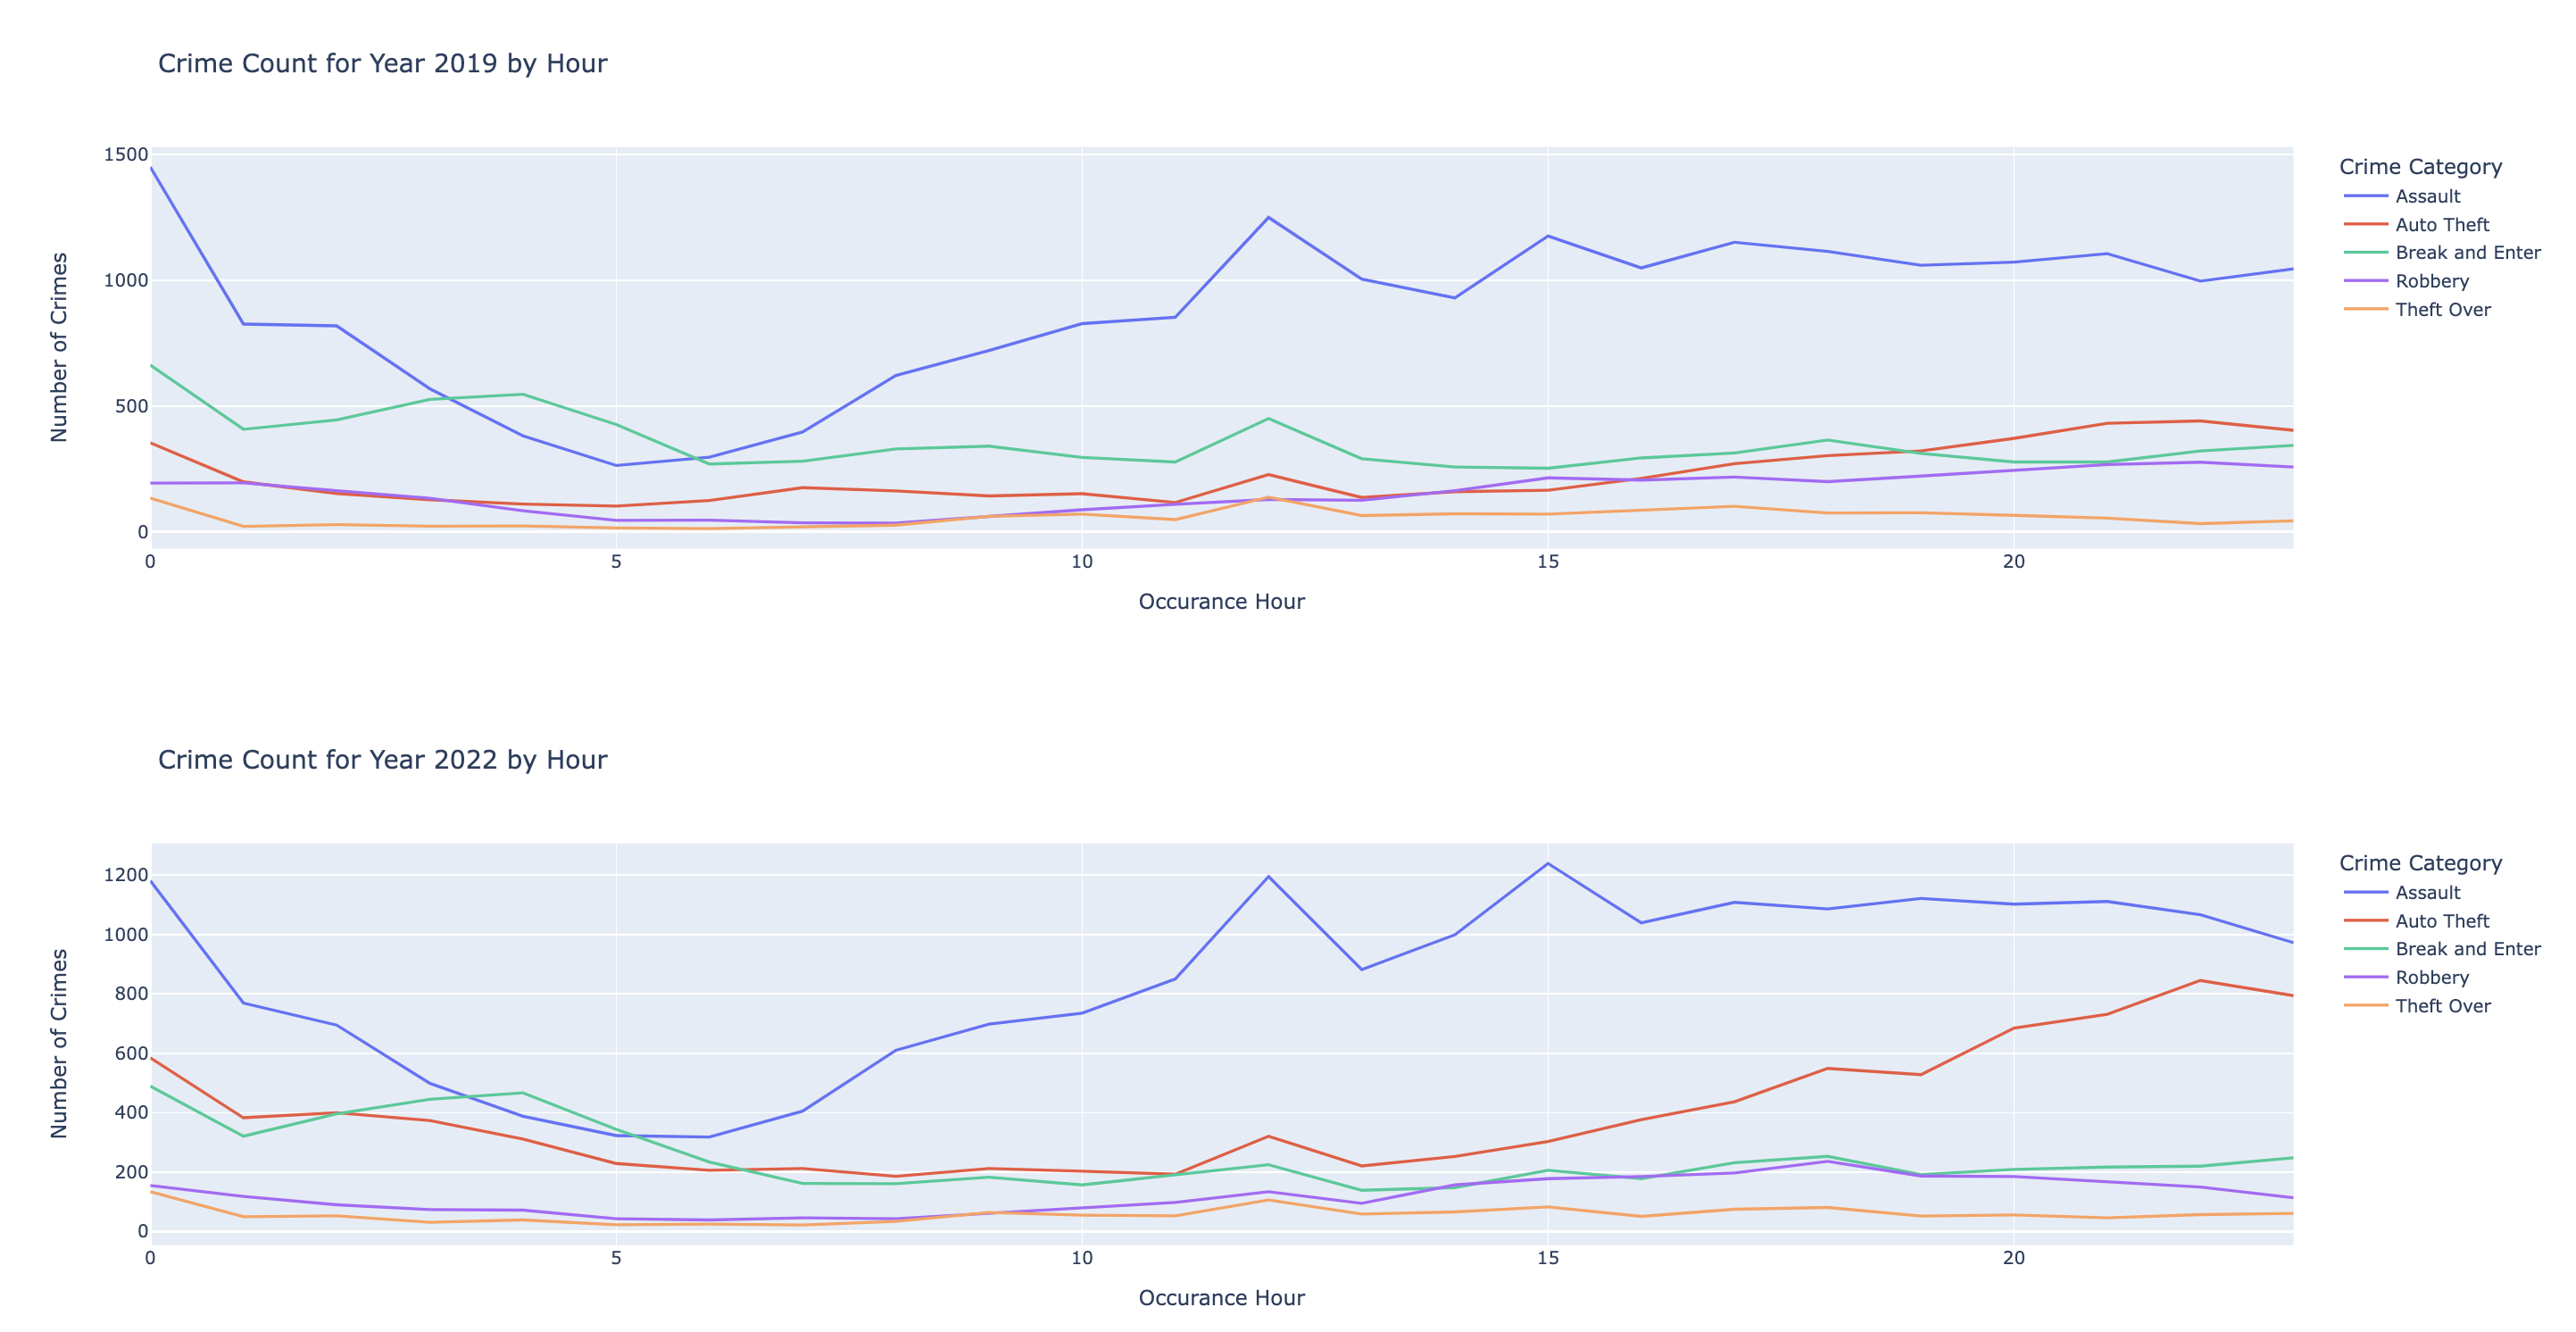 Crime Count for Year 2019 by Hour
Number of Crimes
1500
1000
500
0
0 5 10 15 20
Occurance Hour
Crime Category
Assault
Auto Theft
Break and Enter
Robbery
Theft Over
Crime Count for Year 2022 by Hour
Number of Crimes
1200
1000
800
600
400
200
0
0 5 10 15 20
Occurance Hour
Crime Category
Assault
Auto Theft
Break and Enter
Robbery
Theft Over